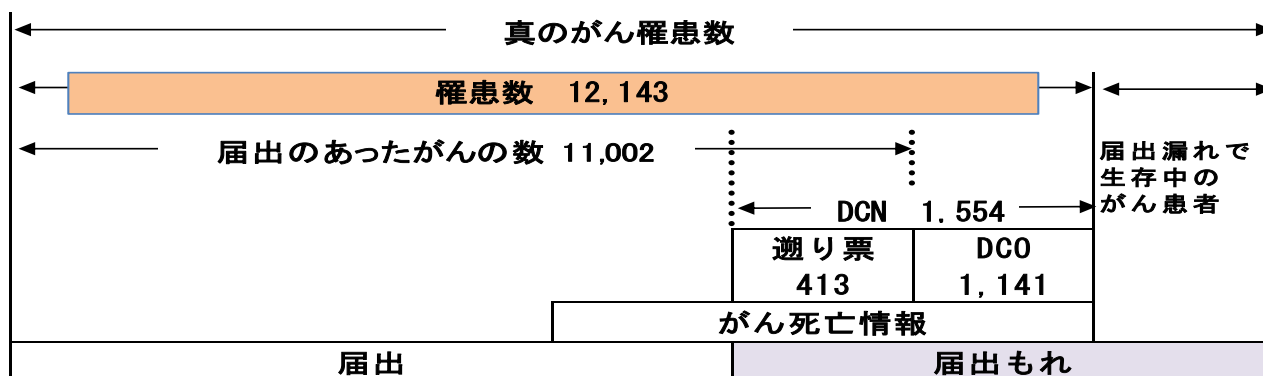 真のがん罹患数
罹患数 12,143
届出のあったがんの数 11,002
届出漏れで
生存中の
がん患者
DCN 1.554
遡り票
413
DCO
1,141
がん死亡情報
届出
届出もれ